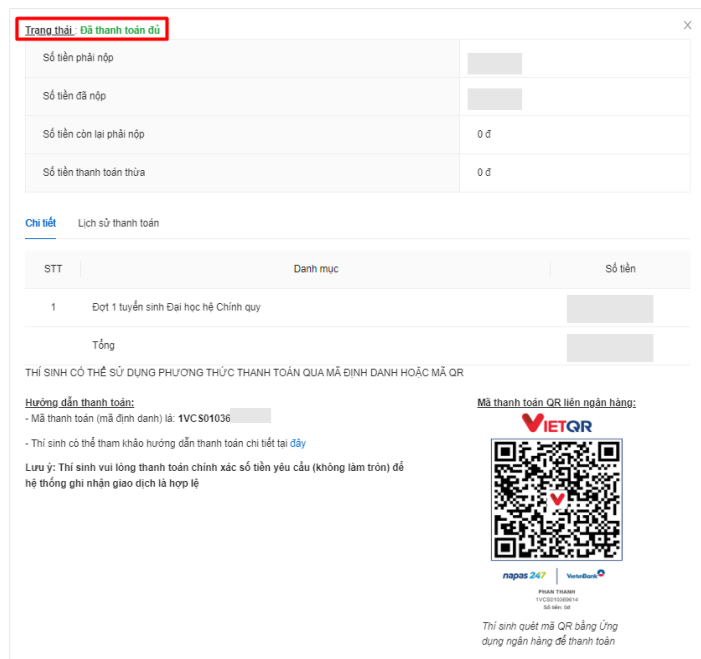 Trạng thái : Đã thanh toán đủ
X
Số tiền phải nộp
Số tiền đã nộp
Số tiền còn lại phải nộp 0 đ
Số tiền thanh toán thừa 0 đ
Chi tiết Lịch sử thanh toán
STT Danh mục Số tiền
1 Đợt 1 tuyển sinh Đại học hệ Chính quy
Tổng
THÍ SINH CÓ THỂ SỬ DỤNG PHƯƠNG THỨC THANH TOÁN QUA MÃ ĐỊNH DANH HOẶC MÃ QR
Hướng dẫn thanh toán:
- Mã thanh toán (mã định danh) là: 1VCS01036
- Thí sinh có thể tham khảo hướng dẫn thanh toán chi tiết tại đây
Lưu ý: Thí sinh vui lòng thanh toán chính xác số tiền yêu cầu (không làm tròn) để
hệ thống ghi nhận giao dịch là hợp lệ
Mã thanh toán QR liên ngân hàng:
VIETQR
napas 247 VietinBank
PHAN THANH
1VCS010369614
Số tiền: 0đ
Thí sinh quét mã QR bằng Ứng
dụng ngân hàng để thanh toán